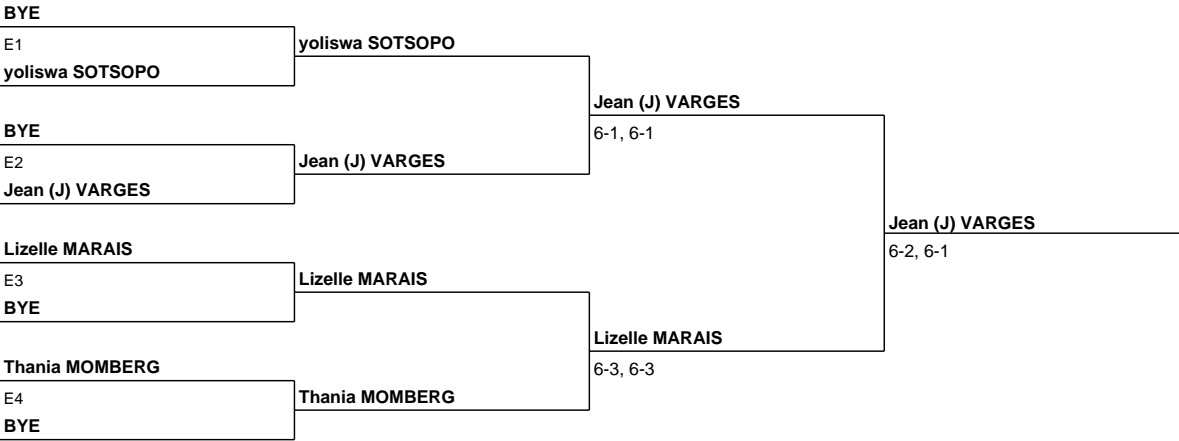 BYE
E1
yoliswa SOTSOPO
yoliswa SOTSOPO
BYE
E2
Jean (J) VARGES
Jean (J) VARGES
Jean (J) VARGES
6-1, 6-1
Lizelle MARAIS
E3
BYE
Lizelle MARAIS
Thania MOMBERG
E4
BYE
Thania MOMBERG
Lizelle MARAIS
6-3, 6-3
Jean (J) VARGES
6-2, 6-1